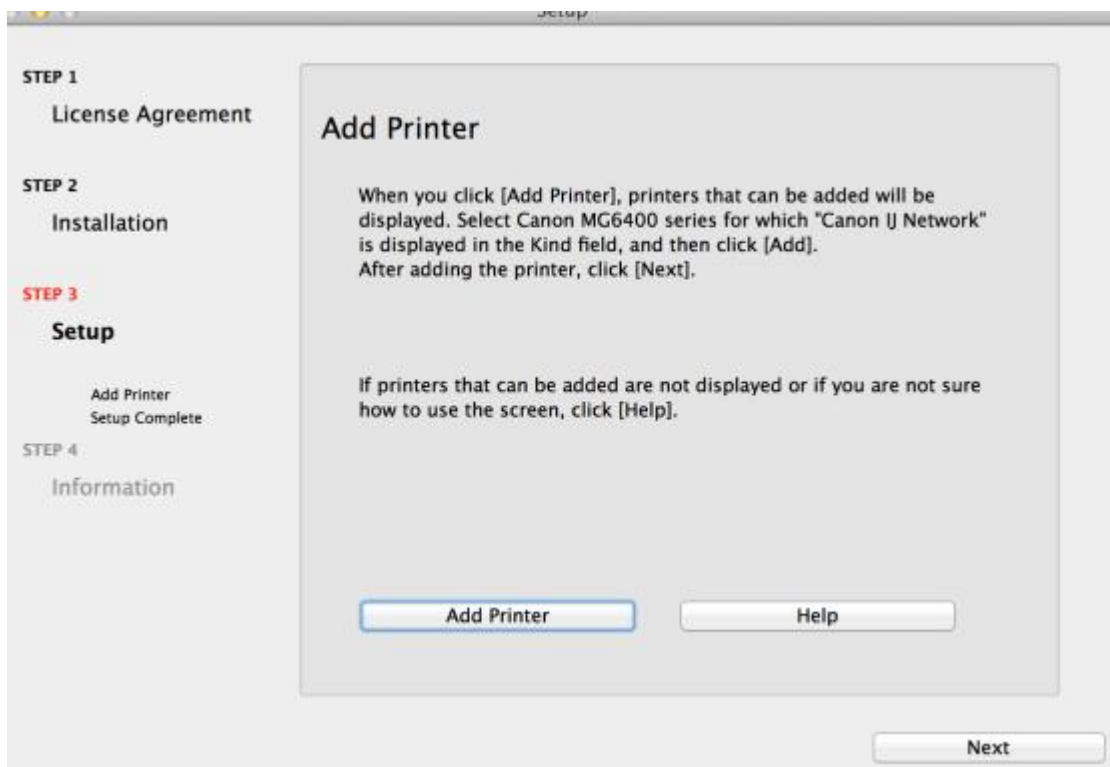 Setup
STEP 1
License Agreement
STEP 2
Installation
STEP 3
Setup
Add Printer
Setup Complete
STEP 4
Information
Add Printer
When you click [Add Printer], printers that can be added will be
displayed. Select Canon MG6400 series for which "Canon IJ Network"
is displayed in the Kind field, and then click [Add].
After adding the printer, click [Next].
If printers that can be added are not displayed or if you are not sure
how to use the screen, click [Help].
Add Printer
Help
Next